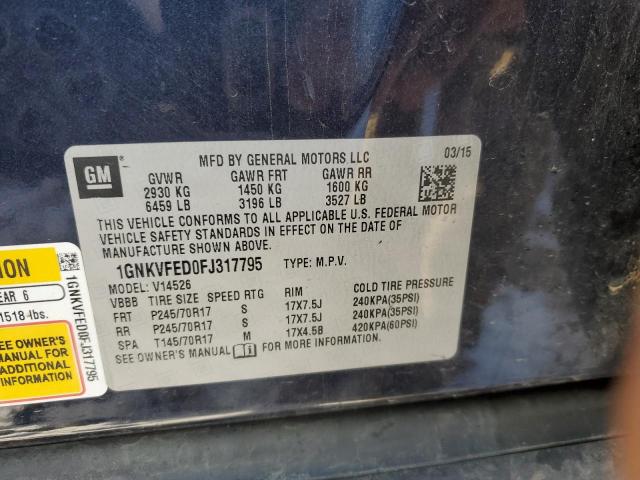 GM
MFD BY GENERAL MOTORS LLC
03/15
GVWR GAWR FRT GAWR RR
2930 KG 1450 KG 1600 KG
6459 LB 3196 LB 3527 LB
THIS VEHICLE CONFORMS TO ALL APPLICABLE U.S. FEDERAL MOTOR
VEHICLE SAFETY STANDARDS IN EFFECT ON THE DATE OF
MANUFACTURE SHOWN ABOVE.
1GNKVFED0FJ317795 TYPE: M.P.V.
MODEL: V14526
VBBB TIRE SIZE SPEED RTG RIM COLD TIRE PRESSURE
FRT P245/70R17 S 17X7.5J 240KPA(35PSI)
RR P245/70R17 S 17X7.5J 240KPA(35PSI)
SPA T145/70R17 M 17X4.5B 420KPA(60PSI)
SEE OWNER'S MANUAL FOR MORE INFORMATION.
ION
EAR 6
1518-lbs.
SEE OWNER'S
MANUAL FOR
ADDITIONAL
INFORMATION
1GNKVFED0FJ317795